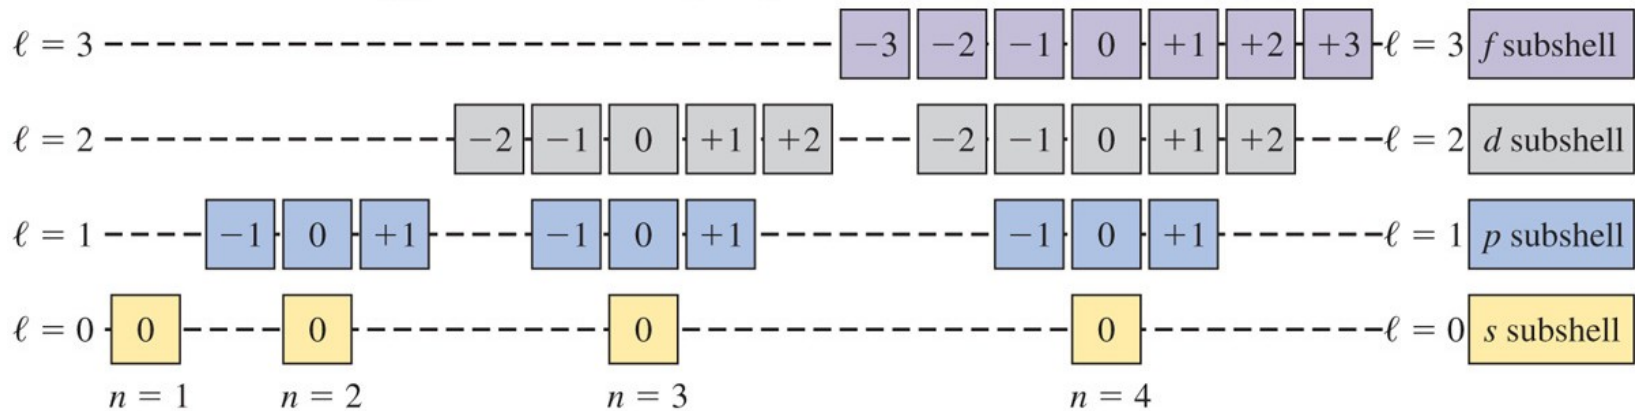 ℓ = 3 −3 −2 −1 0 +1 +2 +3 ℓ = 3 f subshell
ℓ = 2 −2 −1 0 +1 +2 −2 −1 0 +1 +2 ℓ = 2 d subshell
ℓ = 1 −1 0 +1 −1 0 +1 −1 0 +1 ℓ = 1 p subshell
ℓ = 0 0 0 0 0 ℓ = 0 s subshell
n = 1 n = 2 n = 3 n = 4